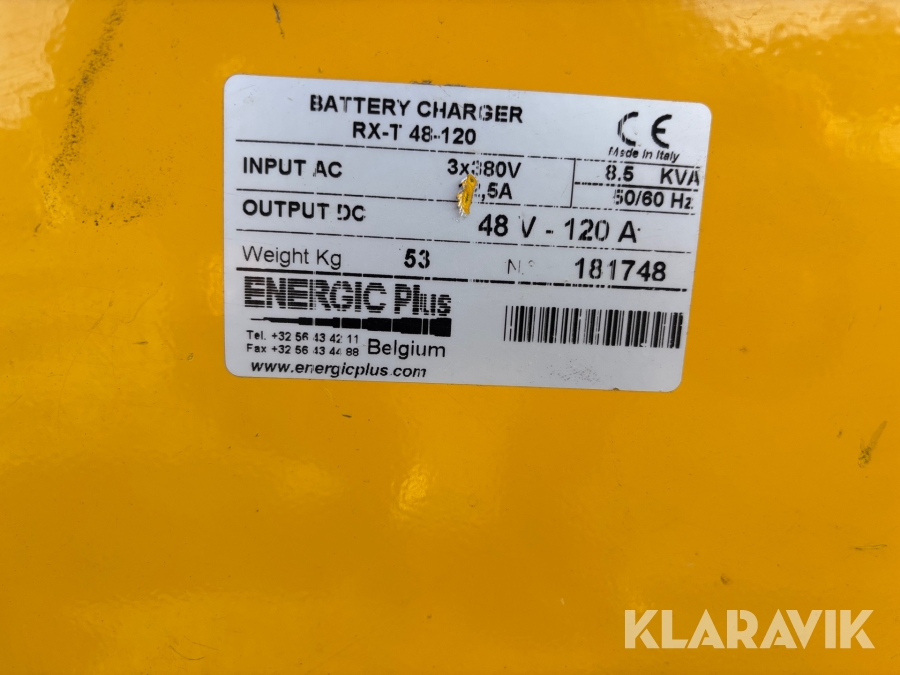 BATTERY CHARGER
RX-T 48-120
CE
Made in Italy
INPUT AC 3x380V 8.5 KVA
,5A 50/60 Hz
OUTPUT DC 48 V - 120 A
Weight Kg 53 N.° 181748
ENERGIC Plus
Tel. +32 56 43 42 11
Fax +32 56 43 44 88 Belgium
www.energicplus.com
KLARAVIK